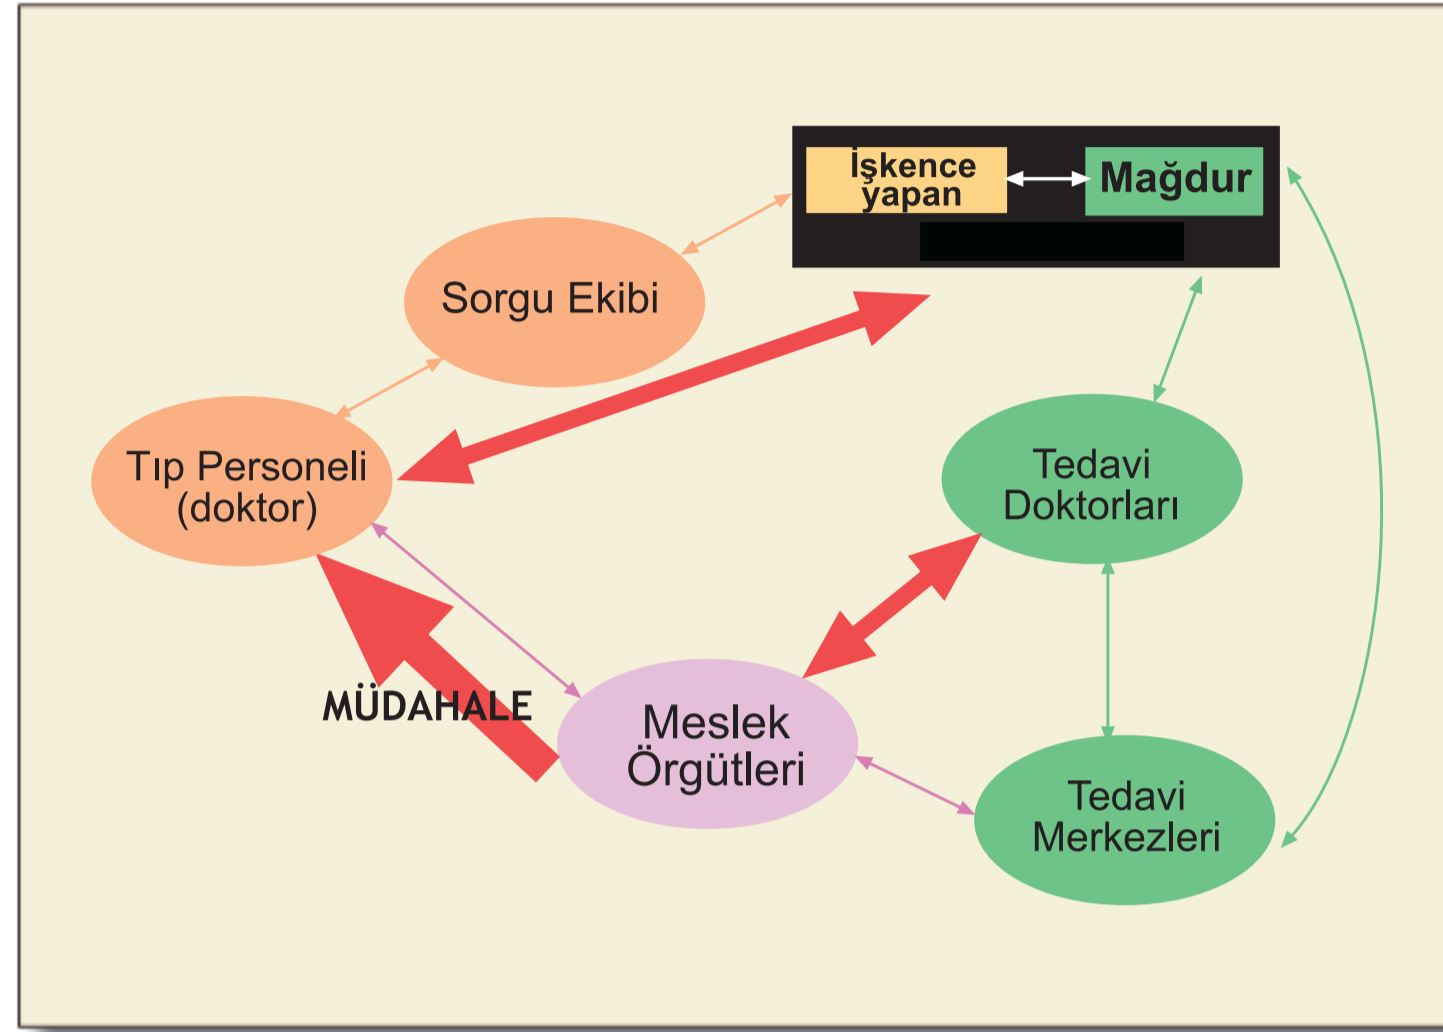 İşkence
yapan
Mağdur
Sorgu Ekibi
Tıp Personeli
(doktor)
Tedavi
Doktorları
MÜDAHALE
Meslek
Örgütleri
Tedavi
Merkezleri